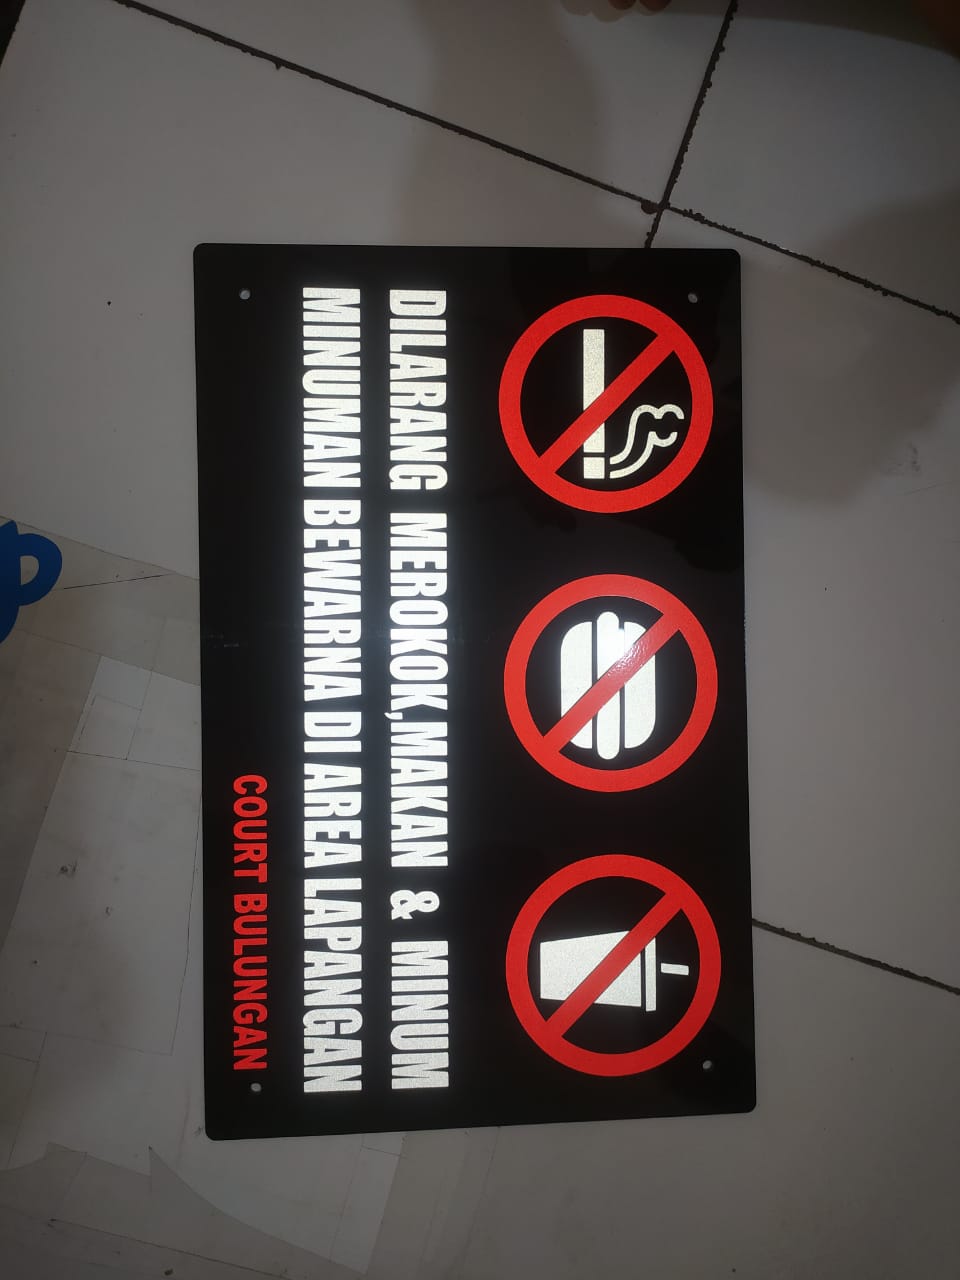 DILARANG MEROKOK,MAKAN & MINUM
MINUMAN BEWARNA DI AREA LAPANGAN
COURT BULUNGAN